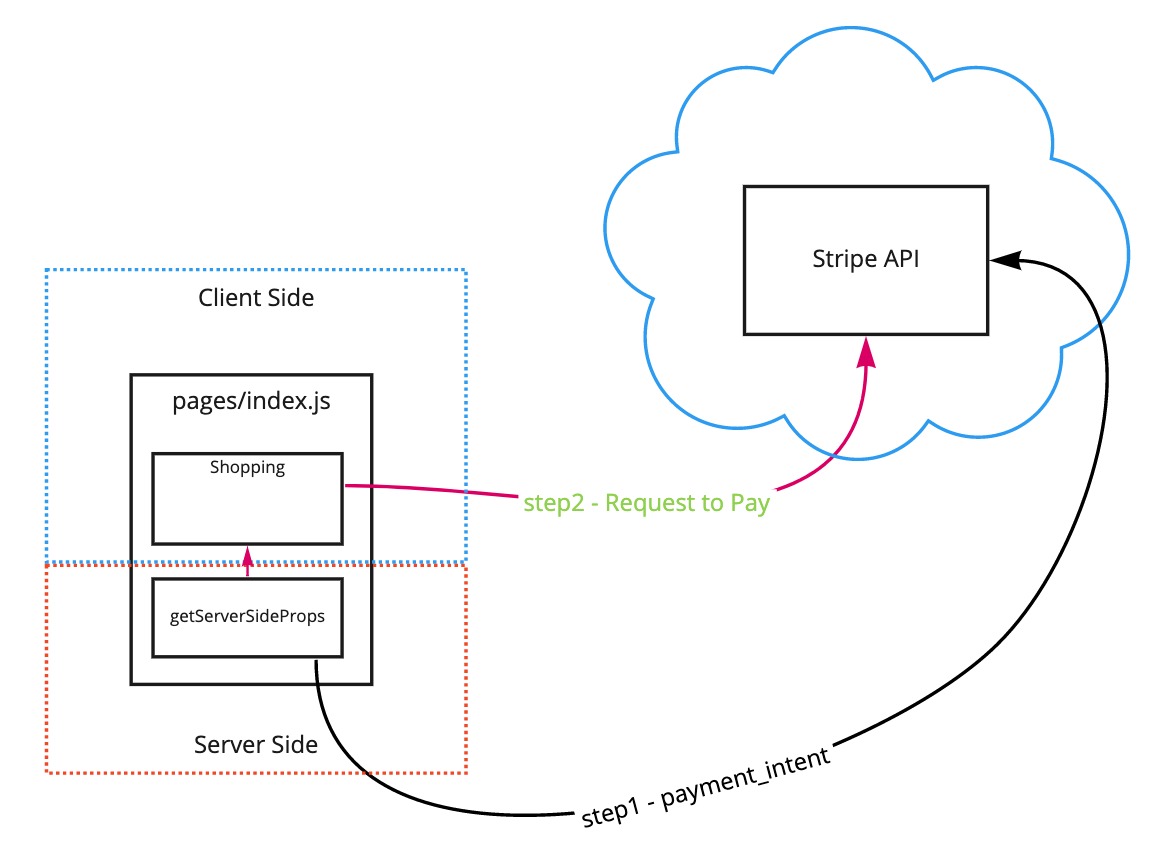 Stripe API
Client Side
pages/index.js
Shopping
step2 - Request to Pay
getServerSideProps
Server Side
step1 - payment_intent